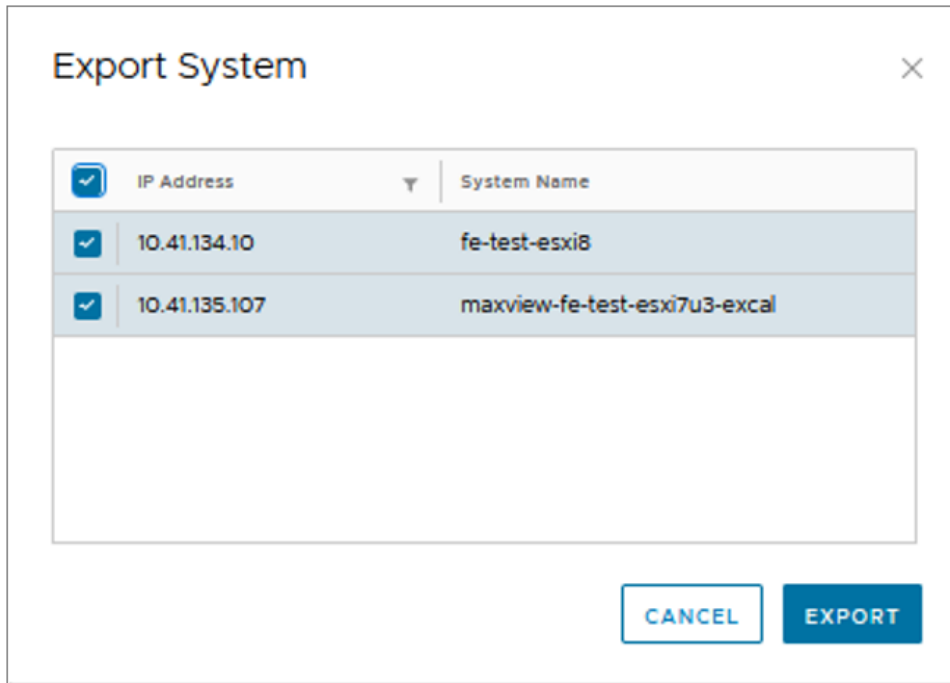 Export System
IP Address System Name
10.41.134.10 fe-test-esxi8
10.41.135.107 maxview-fe-test-esxi7u3-excal
CANCEL EXPORT